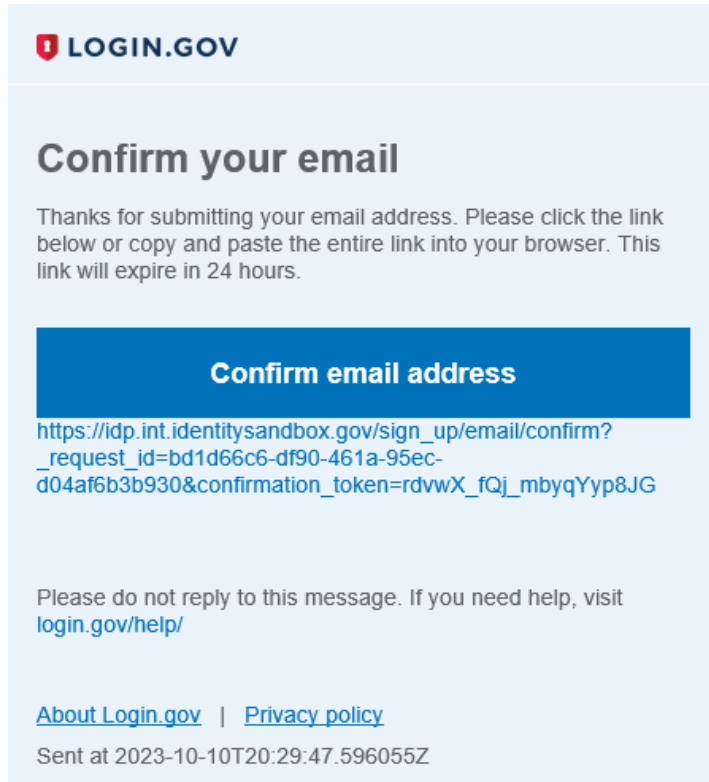 LOGIN.GOV
Confirm your email
Thanks for submitting your email address. Please click the link
below or copy and paste the entire link into your browser. This
link will expire in 24 hours.
Confirm email address
https://idp.int.identitysandbox.gov/sign_up/email/confirm?
_request_id=bd1d66c6-df90-461a-95ec-
d04af6b3b930&confirmation_token=rdvwX_fQj_mbyqYyp8JG
Please do not reply to this message. If you need help, visit
login.gov/help/
About Login.gov | Privacy policy
Sent at 2023-10-10T20:29:47.596055Z